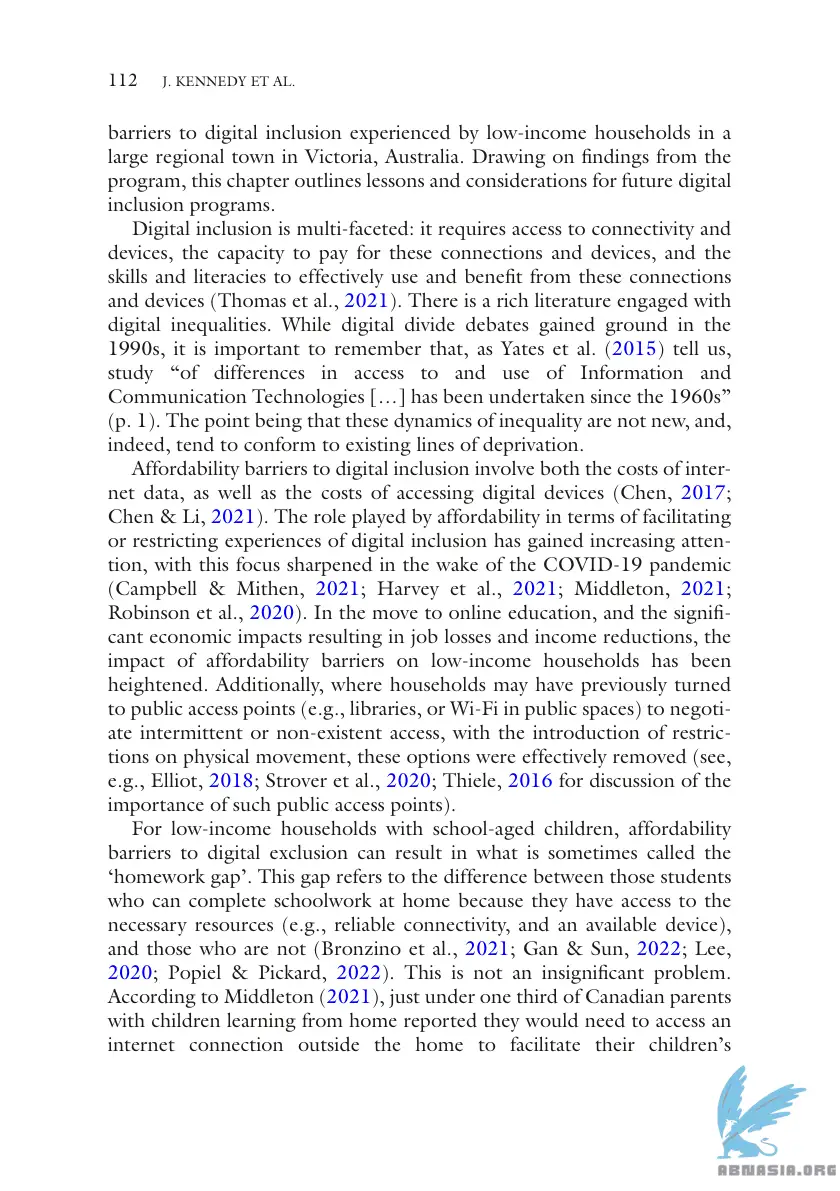 112 J. KENNEDY ET AL.
barriers to digital inclusion experienced by low-income households in a
large regional town in Victoria, Australia. Drawing on findings from the
program, this chapter outlines lessons and considerations for future digital
inclusion programs.
Digital inclusion is multi-faceted: it requires access to connectivity and
devices, the capacity to pay for these connections and devices, and the
skills and literacies to effectively use and benefit from these connections
and devices (Thomas et al., 2021). There is a rich literature engaged with
digital inequalities. While digital divide debates gained ground in the
1990s, it is important to remember that, as Yates et al. (2015) tell us,
study “of differences in access to and use of Information and
Communication Technologies […] has been undertaken since the 1960s”
(p. 1). The point being that these dynamics of inequality are not new, and,
indeed, tend to conform to existing lines of deprivation.
Affordability barriers to digital inclusion involve both the costs of inter-
net data, as well as the costs of accessing digital devices (Chen, 2017;
Chen & Li, 2021). The role played by affordability in terms of facilitating
or restricting experiences of digital inclusion has gained increasing atten-
tion, with this focus sharpened in the wake of the COVID-19 pandemic
(Campbell & Mithen, 2021; Harvey et al., 2021; Middleton, 2021;
Robinson et al., 2020). In the move to online education, and the signifi-
cant economic impacts resulting in job losses and income reductions, the
impact of affordability barriers on low-income households has been
heightened. Additionally, where households may have previously turned
to public access points (e.g., libraries, or Wi-Fi in public spaces) to negoti-
ate intermittent or non-existent access, with the introduction of restric-
tions on physical movement, these options were effectively removed (see,
e.g., Elliot, 2018; Strover et al., 2020; Thiele, 2016 for discussion of the
importance of such public access points).
For low-income households with school-aged children, affordability
barriers to digital exclusion can result in what is sometimes called the
‘homework gap’. This gap refers to the difference between those students
who can complete schoolwork at home because they have access to the
necessary resources (e.g., reliable connectivity, and an available device),
and those who are not (Bronzino et al., 2021; Gan & Sun, 2022; Lee,
2020; Popiel & Pickard, 2022). This is not an insignificant problem.
According to Middleton (2021), just under one third of Canadian parents
with children learning from home reported they would need to access an
internet connection outside the home to facilitate their children’s
ABNASIA.ORG